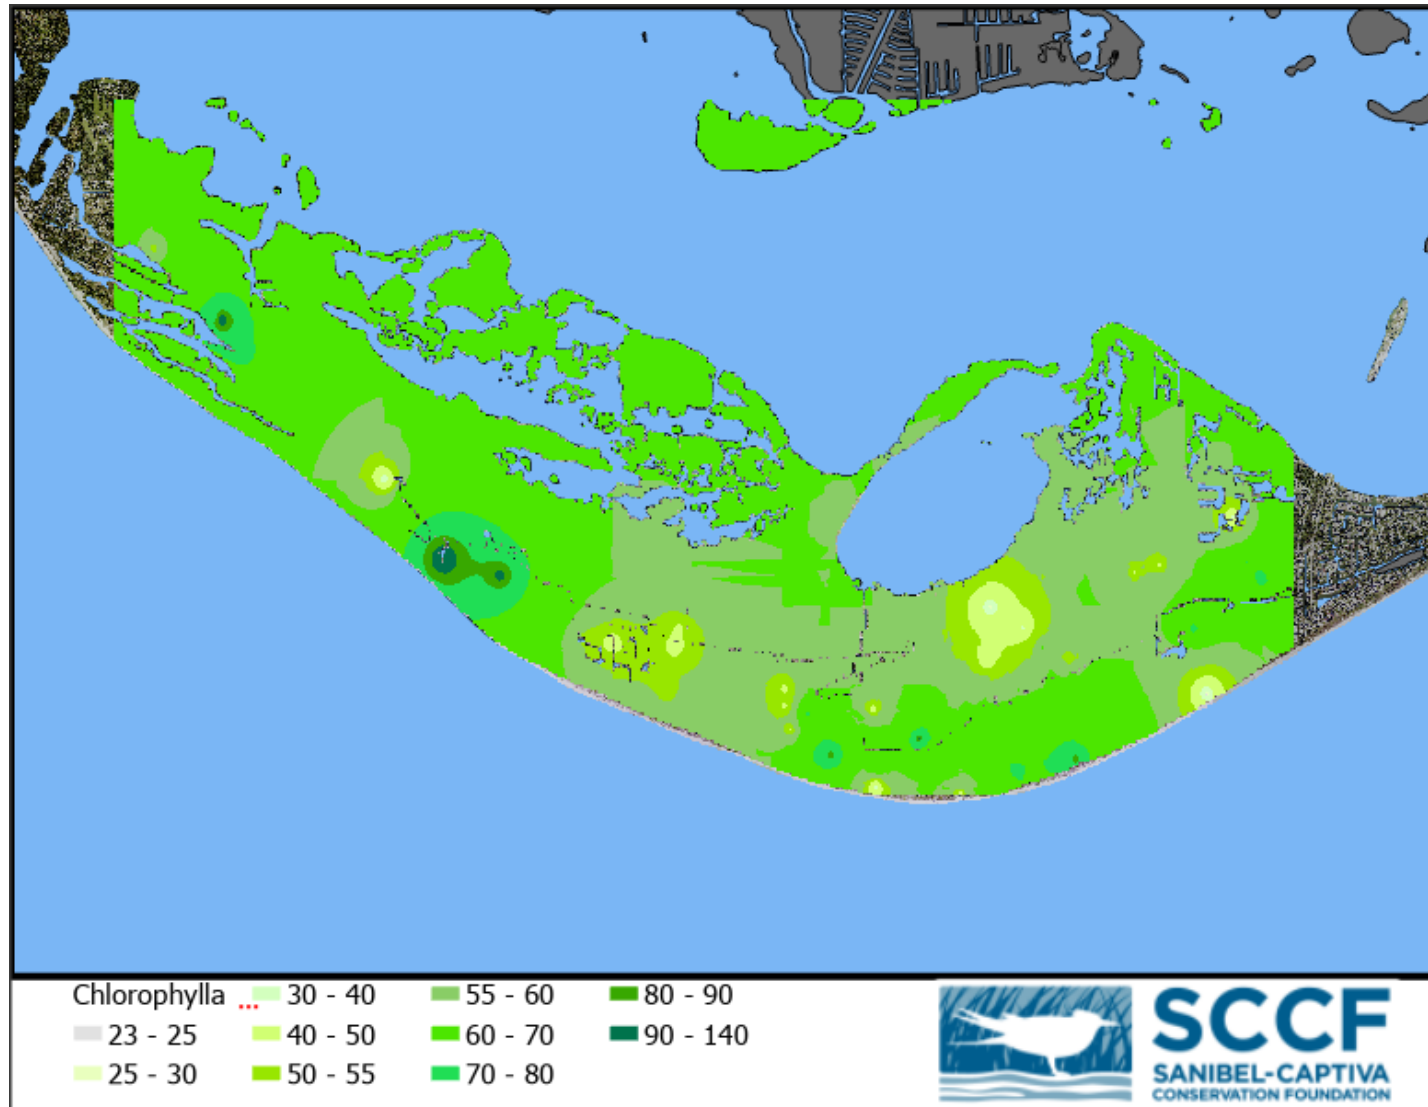 Chlorophylla ...
23 - 25
25 - 30
30 - 40
40 - 50
50 - 55
55 - 60
60 - 70
70 - 80
80 - 90
90 - 140
SCCF
SANIBEL-CAPTIVA
CONSERVATION FOUNDATION